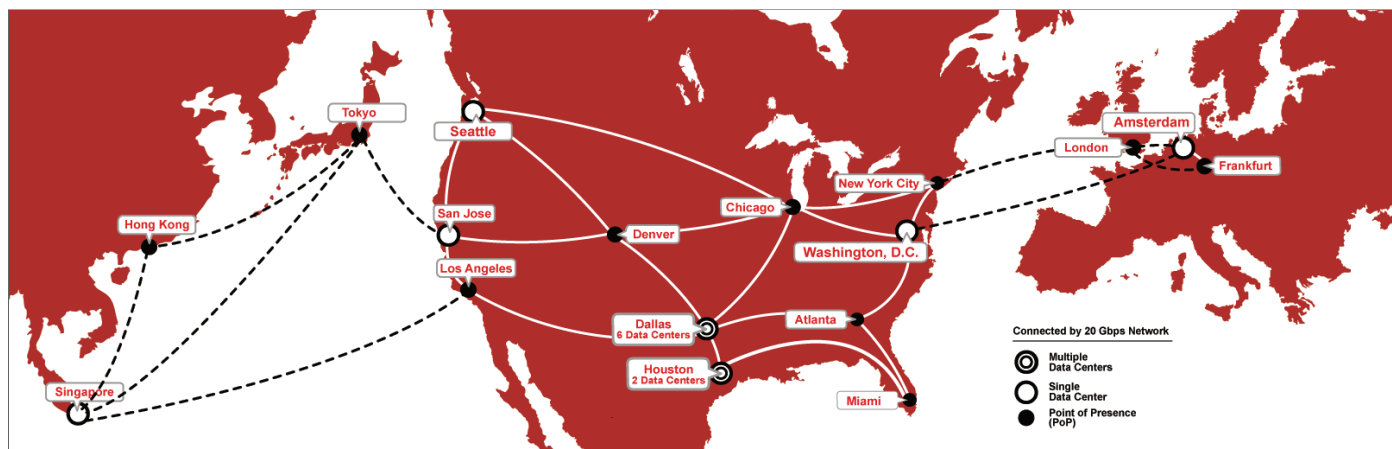 Tokyo
Seattle
Amsterdam
London
Frankfurt
New York City
Chicago
San Jose
Hong Kong
Denver
Washington, D.C.
Los Angeles
Dallas
6 Data Centers
Atlanta
Houston
2 Data Centers
Singapore
Miami
Connected by 20 Gbps Network
Multiple
Data Centers
Single
Data Center
Point of Presence
(PoP)